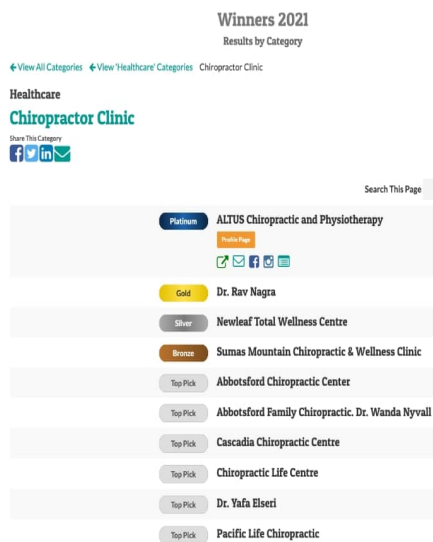 Winners 2021
Results by Category
View All Categories View 'Healthcare' Categories Chiropractor Clinic
Healthcare
Chiropractor Clinic
Share This Category
Search This Page
Platinum ALTUS Chiropractic and Physiotherapy
Profile Page
Gold Dr. Rav Nagra
Silver Newleaf Total Wellness Centre
Bronze Sumas Mountain Chiropractic & Wellness Clinic
Top Pick Abbotsford Chiropractic Center
Top Pick Abbotsford Family Chiropractic. Dr. Wanda Nyvall
Top Pick Cascadia Chiropractic Centre
Top Pick Chiropractic Life Centre
Top Pick Dr. Yafa Elseri
Top Pick Pacific Life Chiropractic